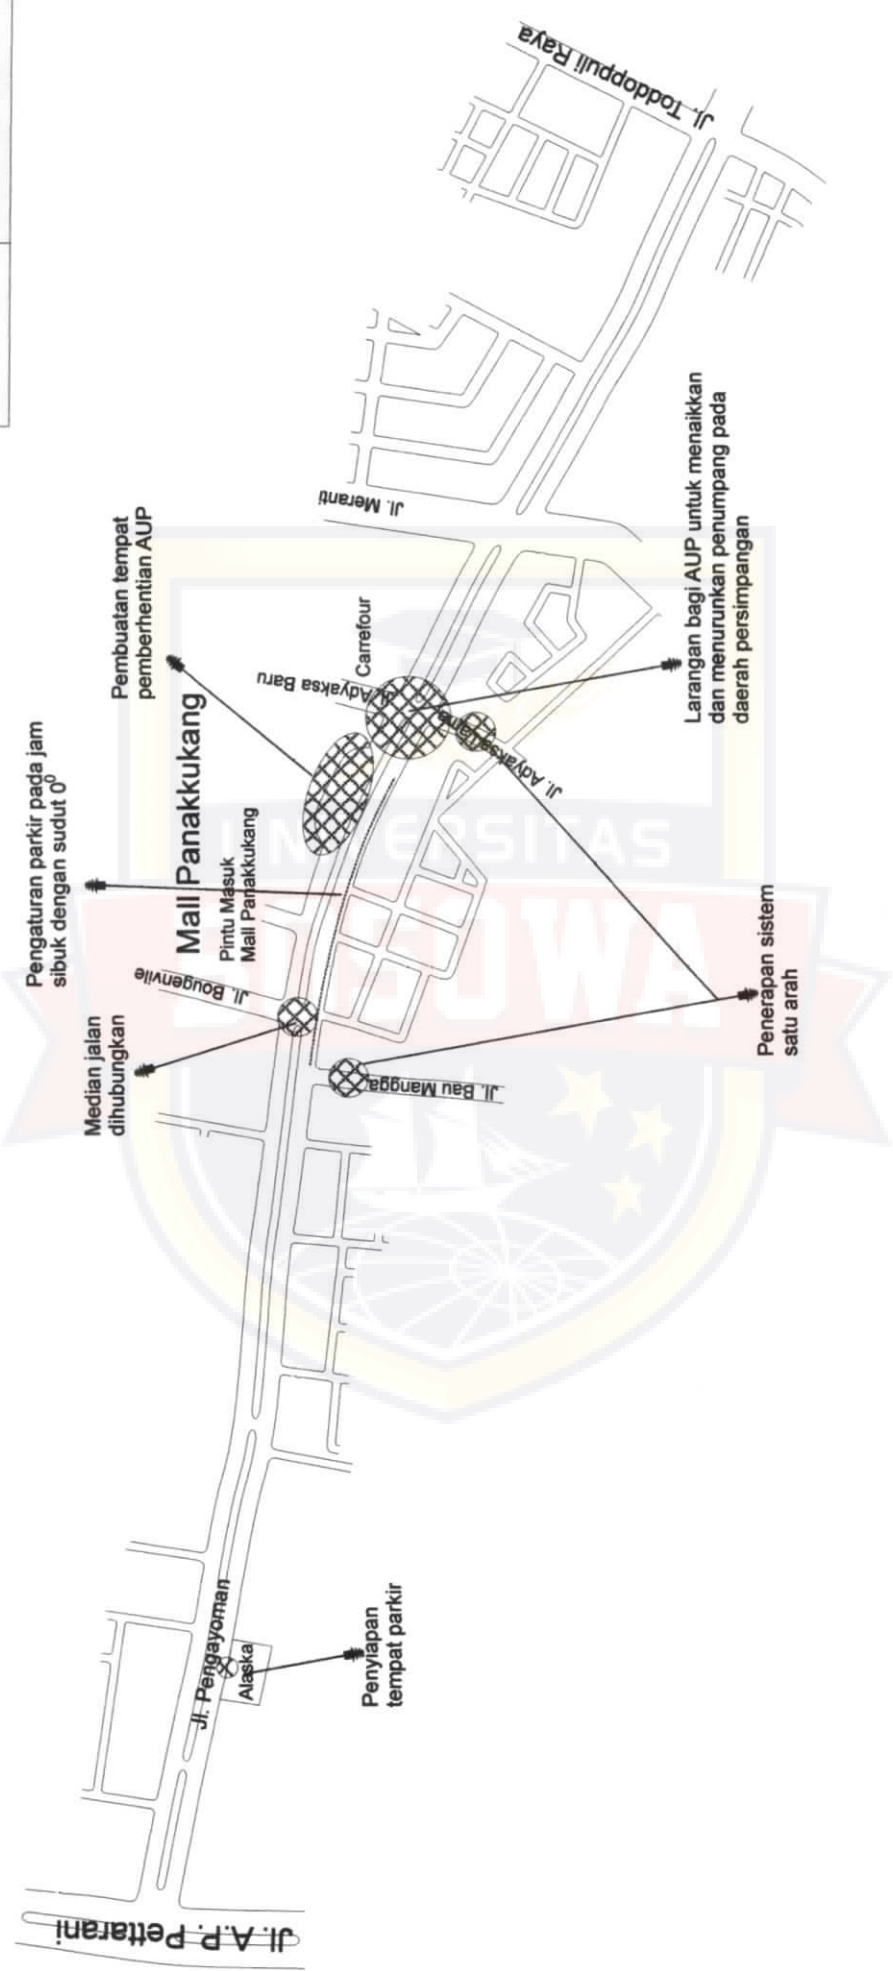 Pengaturan parkir pada jam
sibuk dengan sudut 0⁰
Median jalan
dihubungkan
Pembuatan tempat
pemberhentian AUP
Mall Panakkukang
Pintu Masuk
Mall Panakkukang
Carrefour
Jl. Bougenvile
Jl. Adyaksa Baru
Jl. Meranti
Jl. Toddoppuli Raya
Jl. A.P. Pettarani
Jl. Pengayoman
Alaska
Penyiapan
tempat parkir
Jl. Bau Mangga
Jl. Adyaksa
Penerapan sistem
satu arah
Larangan bagi AUP untuk menaikkan
dan menurunkan penumpang pada
daerah persimpangan
UNIVERSITAS
BOSOWA